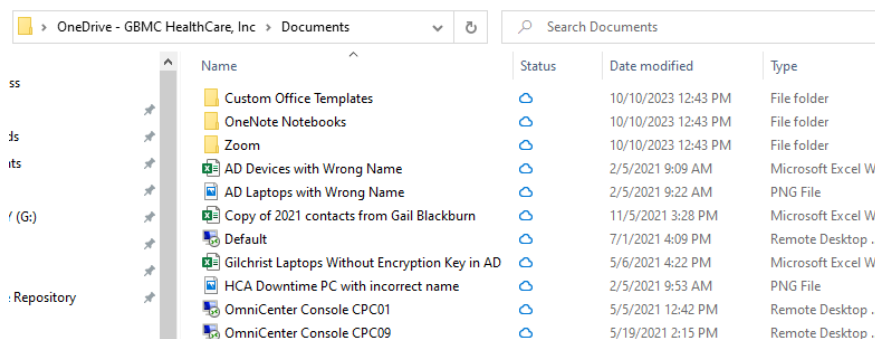 OneDrive - GBMC HealthCare, Inc > Documents Search Documents
Name Status Date modified Type
ss
Custom Office Templates 10/10/2023 12:43 PM File folder
OneNote Notebooks 10/10/2023 12:43 PM File folder
ds
Zoom 10/10/2023 12:43 PM File folder
nts
AD Devices with Wrong Name 2/5/2021 9:09 AM Microsoft Excel W
AD Laptops with Wrong Name 2/5/2021 9:22 AM PNG File
(G:)
Copy of 2021 contacts from Gail Blackburn 11/5/2021 3:28 PM Microsoft Excel W
Default 7/1/2021 4:09 PM Remote Desktop .
Gilchrist Laptops Without Encryption Key in AD 5/6/2021 4:22 PM Microsoft Excel W
HCA Downtime PC with incorrect name 2/5/2021 9:53 AM PNG File
Repository
OmniCenter Console CPC01 5/5/2021 12:42 PM Remote Desktop .
OmniCenter Console CPC09 5/19/2021 2:15 PM Remote Desktop .